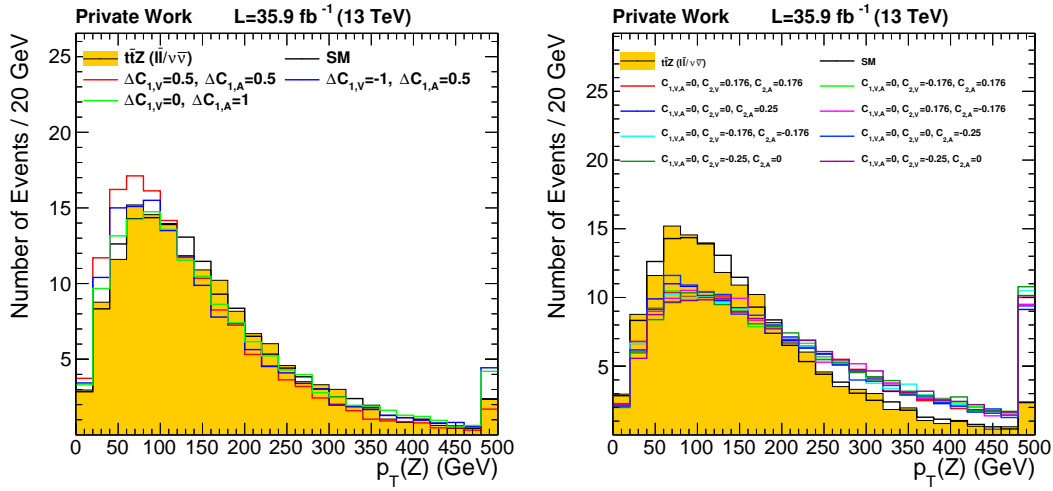 Private Work L=35.9 fb⁻¹ (13 TeV)
Number of Events / 20 GeV
tt̄Z (ll̄/νν̄) SM
ΔC1,V=0.5, ΔC1,A=0.5 ΔC1,V=-1, ΔC1,A=0.5
ΔC1,V=0, ΔC1,A=1
25
20
15
10
5
0 50 100 150 200 250 300 350 400 450 500
pT(Z) (GeV)
Private Work L=35.9 fb⁻¹ (13 TeV)
Number of Events / 20 GeV
tt̄Z (ll̄/νν̄) SM
C1,V,A=0, C2,V=0.176, C2,A=0.176 C1,V,A=0, C2,V=-0.176, C2,A=0.176
C1,V,A=0, C2,V=0, C2,A=0.25 C1,V,A=0, C2,V=0.176, C2,A=-0.176
C1,V,A=0, C2,V=-0.176, C2,A=-0.176 C1,V,A=0, C2,V=0, C2,A=-0.25
C1,V,A=0, C2,V=-0.25, C2,A=0 C1,V,A=0, C2,V=-0.25, C2,A=0
25
20
15
10
5
0 50 100 150 200 250 300 350 400 450 500
pT(Z) (GeV)